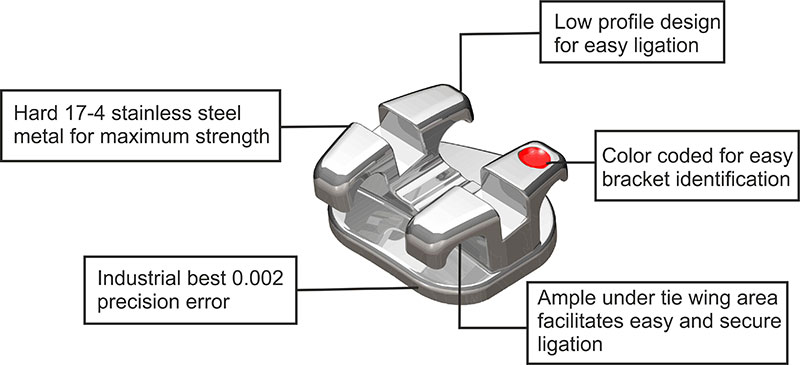 Low profile design
for easy ligation
Hard 17-4 stainless steel
metal for maximum strength
Color coded for easy
bracket identification
Industrial best 0.002
precision error
Ample under tie wing area
facilitates easy and secure
ligation